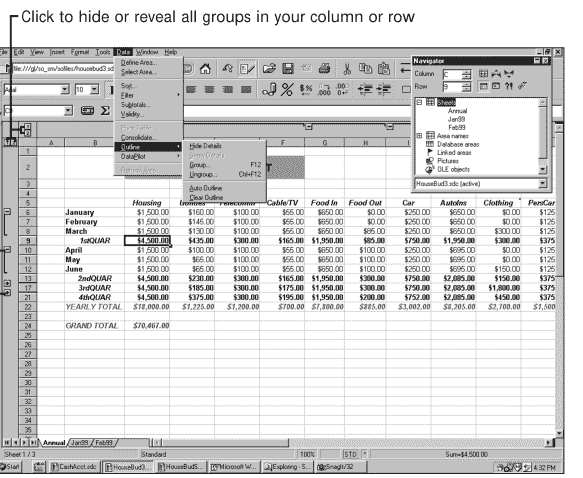 Click to hide or reveal all groups in your column or row
File Edit View Insert Format Tools Data Window Help
file:///g|/so_sm/sofiles/housebud3.sd
Define Area...
Select Area...
Sort...
Filter
Subtotals...
Validity...
Consolidate...
Outline
DataPilot
Hide Details
Show Details
Group... F12
Ungroup... Ctrl+F12
Auto Outline
Clear Outline
Navigator
Column C
Row 9
Sheets
Annual
Jan99
Feb99
Area names
Database areas
Linked areas
Pictures
OLE objects
HouseBud3.sdc (active)
A B F
Housing Cable/TV Food In Food Out Car AutoIns Clothing PersCar
January $1,500.00 $160.00 $100.00 $55.00 $650.00 $0.00 $250.00 $650.00 $0.00 $125
February $1,500.00 $145.00 $100.00 $55.00 $650.00 $0.00 $250.00 $650.00 $0.00 $125
March $1,500.00 $130.00 $100.00 $55.00 $650.00 $85.00 $250.00 $650.00 $300.00 $125
1stQUAR $4,500.00 $435.00 $300.00 $165.00 $1,950.00 $85.00 $750.00 $1,950.00 $300.00 $375
April $1,500.00 $100.00 $100.00 $55.00 $650.00 $100.00 $250.00 $695.00 $0.00 $125
May $1,500.00 $65.00 $100.00 $55.00 $650.00 $100.00 $250.00 $695.00 $0.00 $125
June $1,500.00 $65.00 $100.00 $55.00 $650.00 $100.00 $250.00 $695.00 $150.00 $125
2ndQUAR $4,500.00 $230.00 $300.00 $165.00 $1,950.00 $300.00 $750.00 $2,085.00 $150.00 $375
3rdQUAR $4,500.00 $185.00 $300.00 $175.00 $1,950.00 $300.00 $750.00 $2,085.00 $1,800.00 $375
4thQUAR $4,500.00 $375.00 $300.00 $195.00 $1,950.00 $200.00 $752.00 $2,085.00 $450.00 $375
YEARLY TOTAL $18,000.00 $1,225.00 $1,200.00 $700.00 $7,800.00 $885.00 $3,002.00 $8,205.00 $2,700.00 $1,500
GRAND TOTAL $70,467.00
Annual Jan99 Feb99
Sheet 1 / 3 Standard 100% STD * Sum=$4,500.00
Start CashAcct.sdc HouseBud3... HouseBudS... Microsoft W... Exploring - S... SnagIt/32 4:32 PM